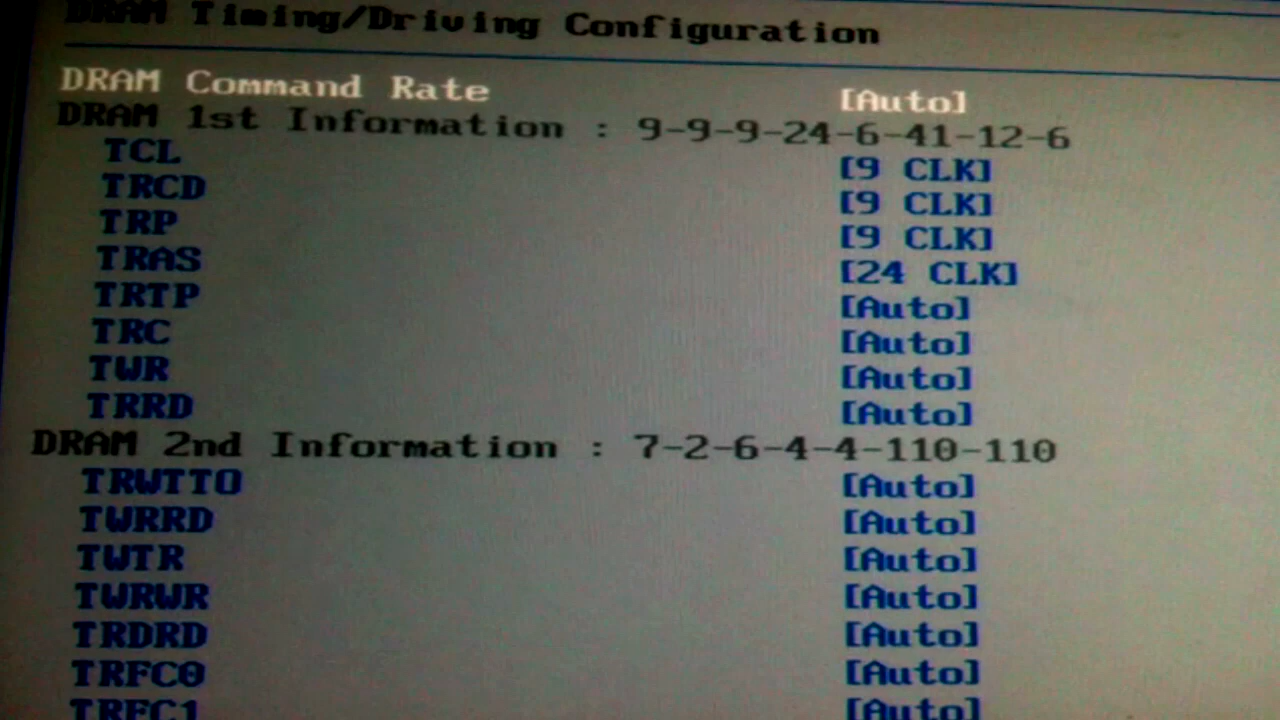 DRAM Timing/Driving Configuration
DRAM Command Rate [Auto]
DRAM 1st Information : 9-9-9-24-6-41-12-6
TCL [9 CLK]
TRCD [9 CLK]
TRP [9 CLK]
TRAS [24 CLK]
TRTP [Auto]
TRC [Auto]
TWR [Auto]
TRRD [Auto]
DRAM 2nd Information : 7-2-6-4-4-110-110
TRWTTO [Auto]
TWRRD [Auto]
TWTR [Auto]
TWRWR [Auto]
TRDRD [Auto]
TRFC0 [Auto]
TRFC1 [Auto]